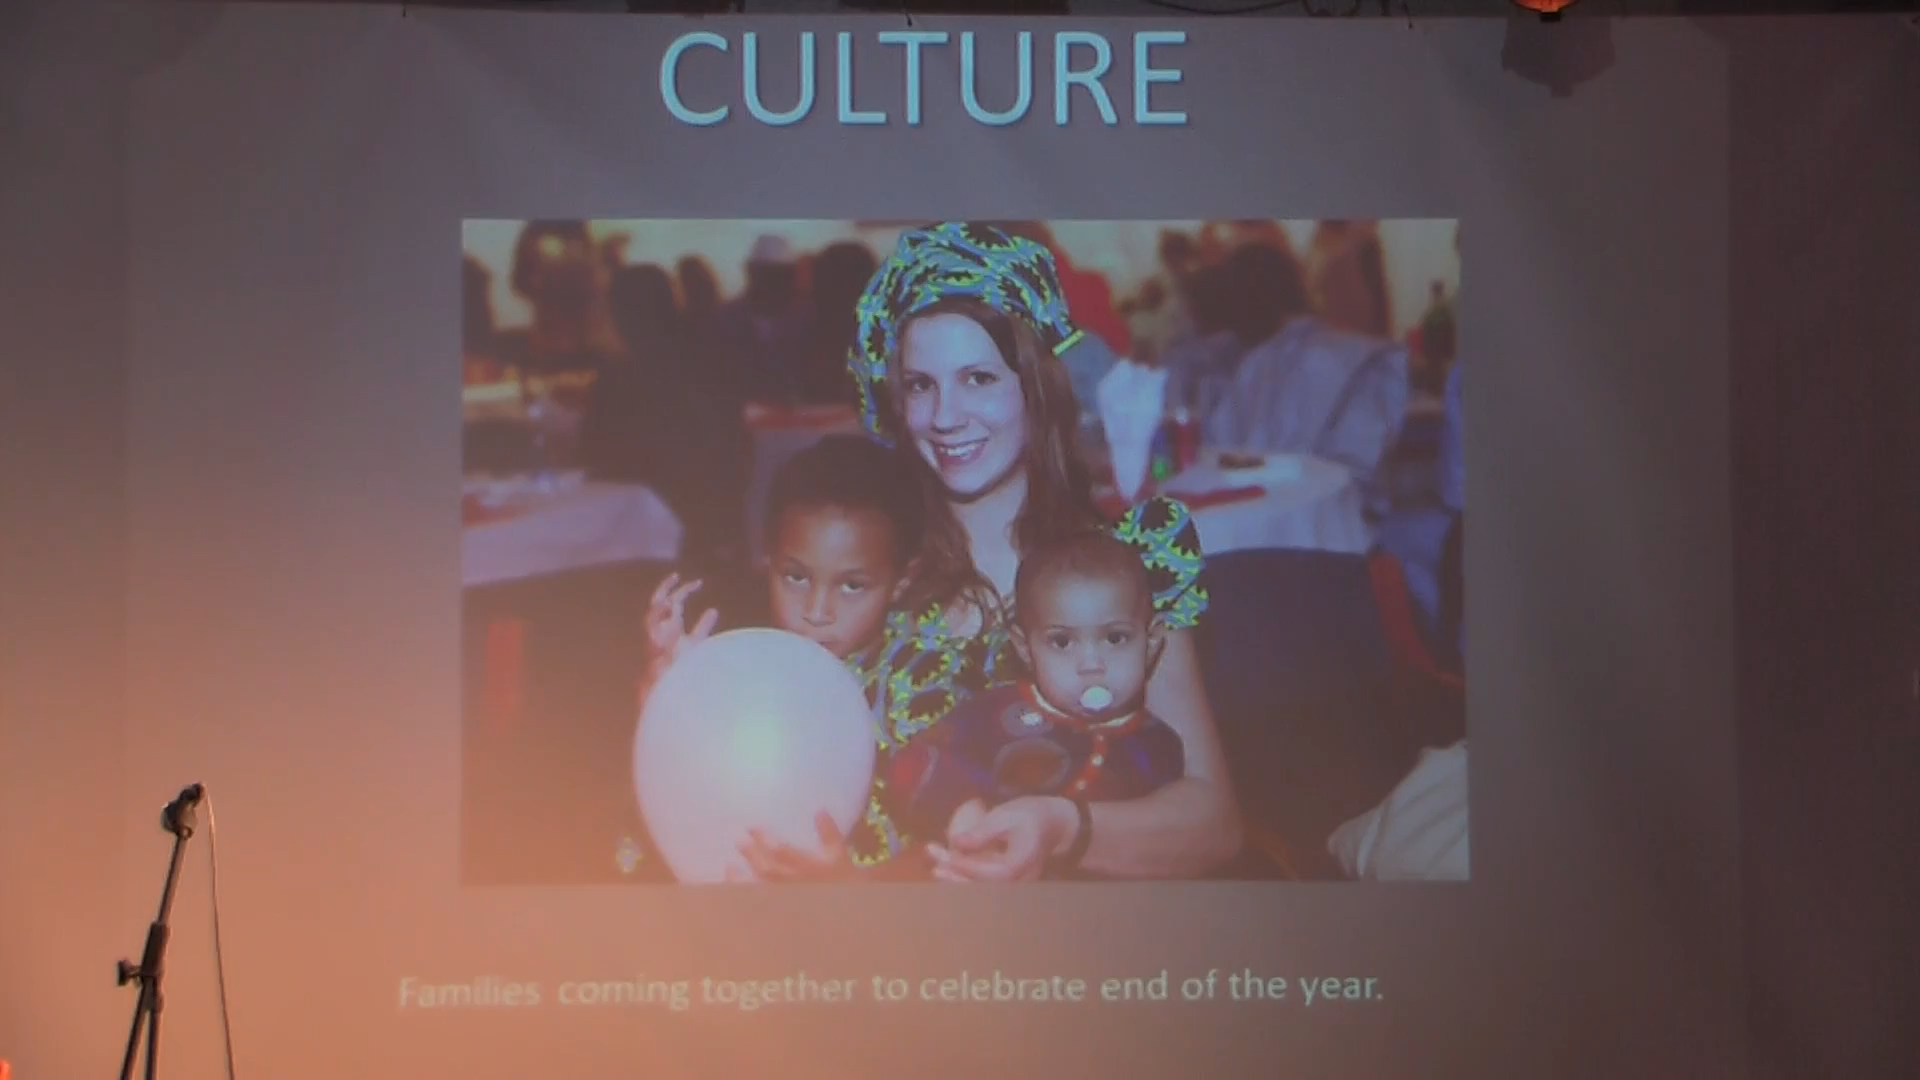 CULTURE
Families coming together to celebrate end of the year.